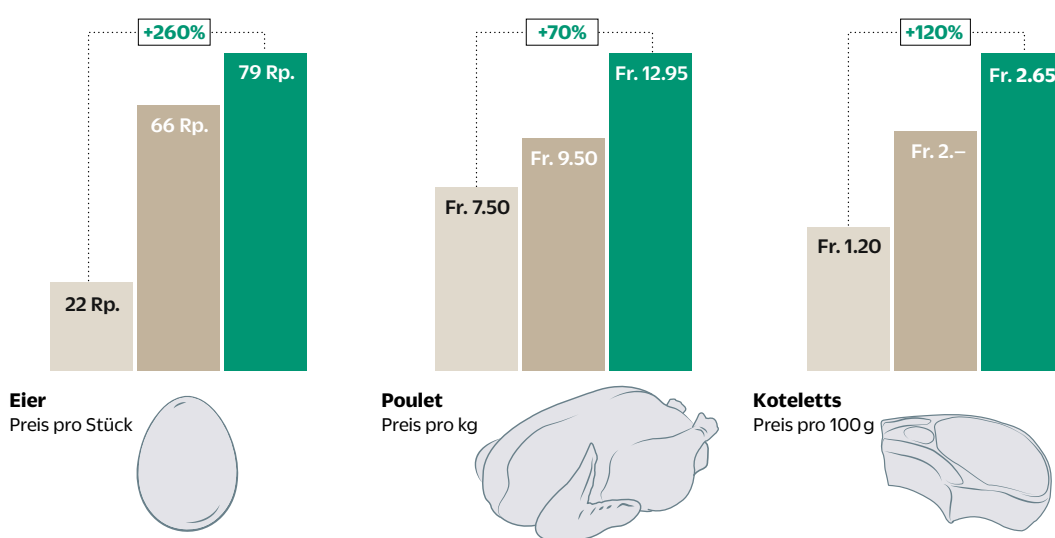 +260%
79 Rp.
66 Rp.
22 Rp.
Eier
Preis pro Stück
+70%
Fr. 12.95
Fr. 9.50
Fr. 7.50
Poulet
Preis pro kg
+120%
Fr. 2.65
Fr. 2.–
Fr. 1.20
Koteletts
Preis pro 100 g